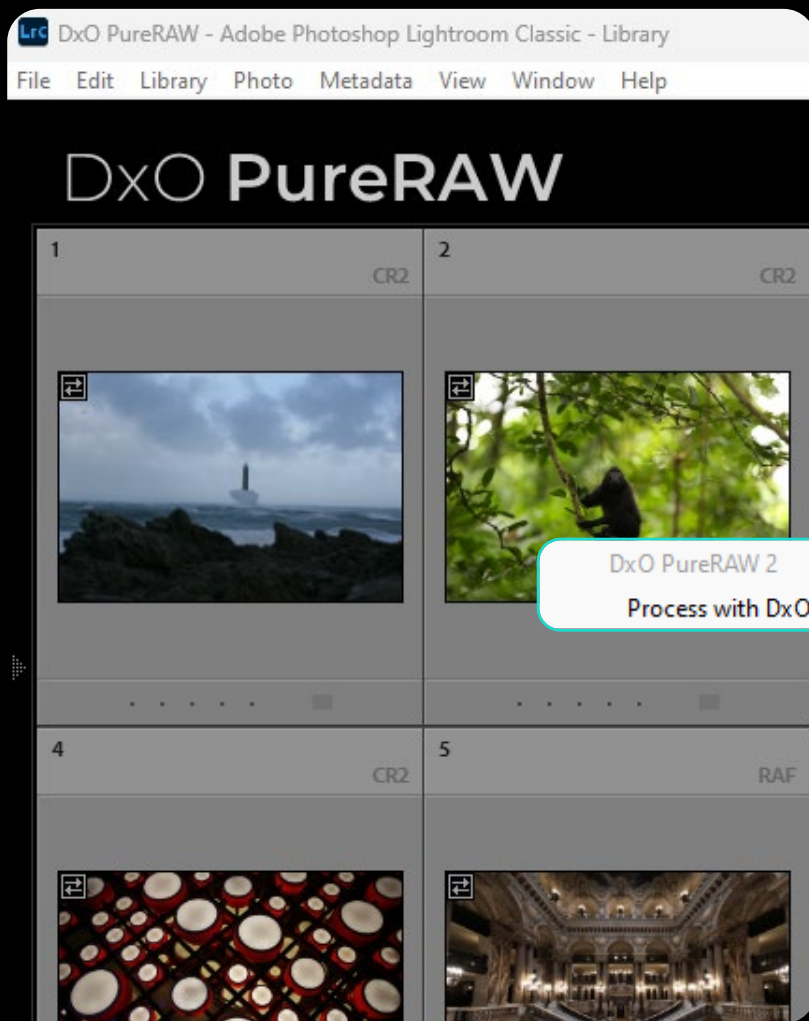 LrC DxO PureRAW - Adobe Photoshop Lightroom Classic - Library
File Edit Library Photo Metadata View Window Help
DxO PureRAW
1 2
CR2 CR2
DxO PureRAW 2
Process with DxO
4 5
CR2 RAF